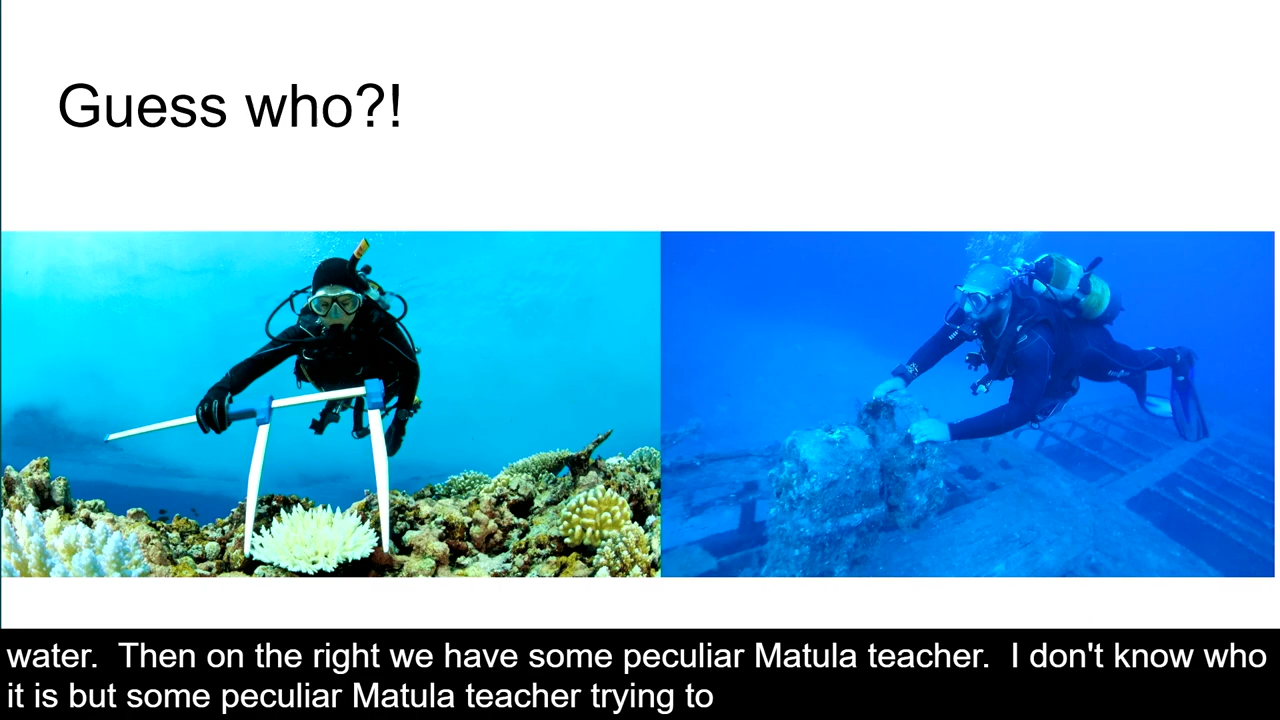 Guess who?!
water.  Then on the right we have some peculiar Matula teacher.  I don't know who
it is but some peculiar Matula teacher trying to